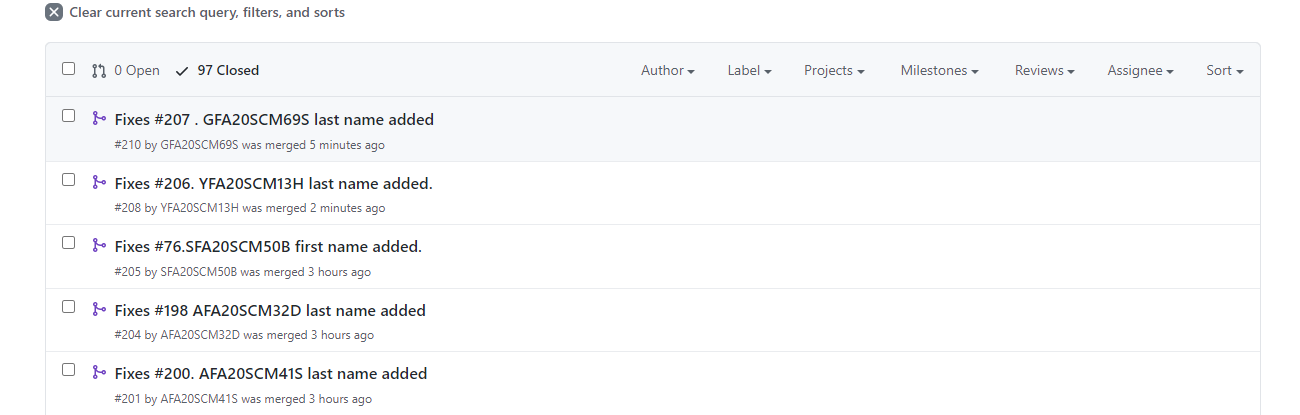 Clear current search query, filters, and sorts
0 Open 97 Closed Author Label Projects Milestones Reviews Assignee Sort
Fixes #207 . GFA20SCM69S last name added
#210 by GFA20SCM69S was merged 5 minutes ago
Fixes #206. YFA20SCM13H last name added.
#208 by YFA20SCM13H was merged 2 minutes ago
Fixes #76.SFA20SCM50B first name added.
#205 by SFA20SCM50B was merged 3 hours ago
Fixes #198 AFA20SCM32D last name added
#204 by AFA20SCM32D was merged 3 hours ago
Fixes #200. AFA20SCM41S last name added
#201 by AFA20SCM41S was merged 3 hours ago